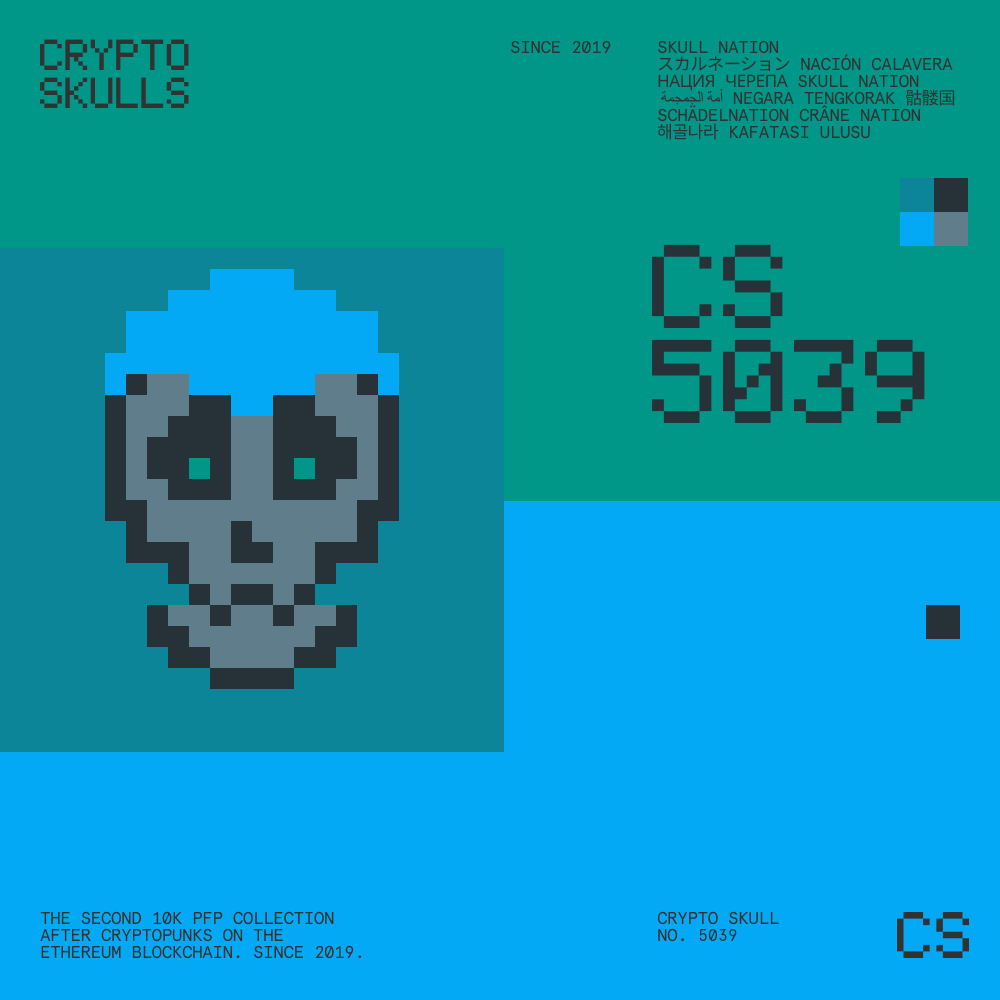 CRYPTO
SKULLS
SINCE 2019
SKULL NATION
スカルネーション NACIÓN CALAVERA
НАЦИЯ ЧЕРЕПА SKULL NATION
أمة الجمجمة NEGARA TENGKORAK 骷髅国
SCHÄDELNATION CRÂNE NATION
해골나라 KAFATASI ULUSU
CS
5039
THE SECOND 10K PFP COLLECTION
AFTER CRYPTOPUNKS ON THE
ETHEREUM BLOCKCHAIN. SINCE 2019.
CRYPTO SKULL
NO. 5039
CS